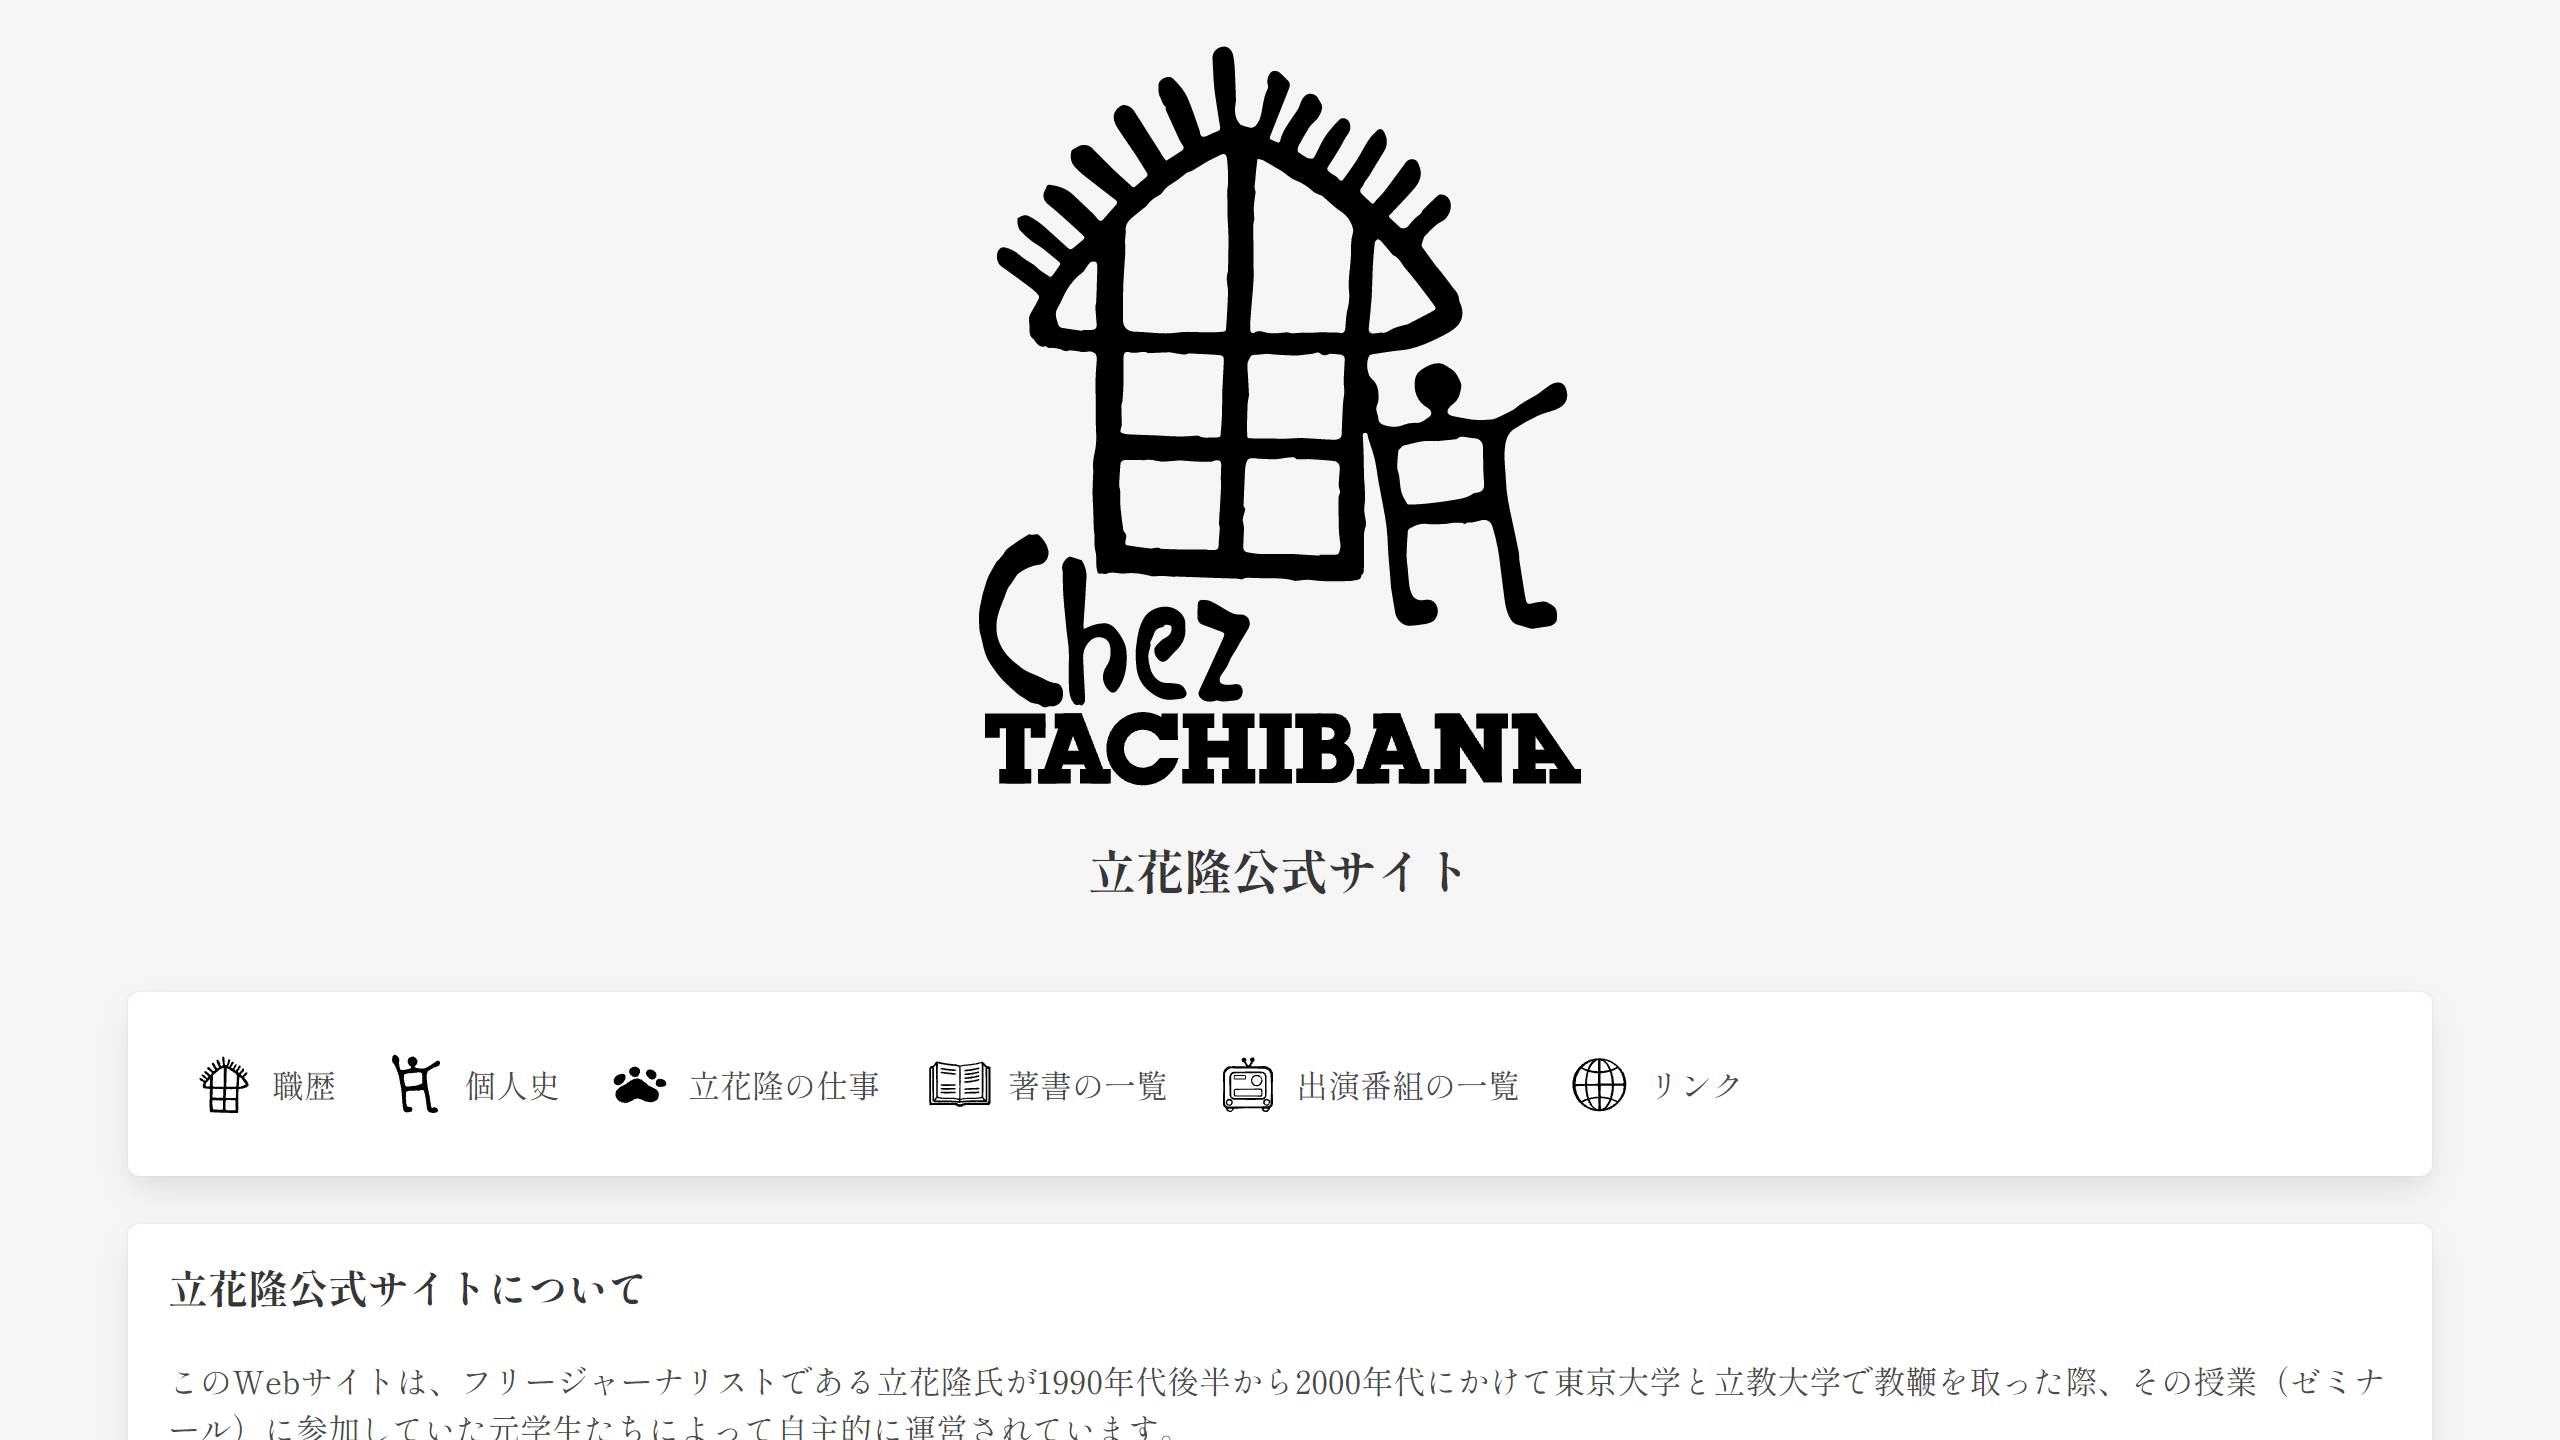 Chez
TACHIBANA
立花隆公式サイト
職歴 個人史 立花隆の仕事 著書の一覧 出演番組の一覧 リンク
立花隆公式サイトについて
このWebサイトは、フリージャーナリストである立花隆氏が1990年代後半から2000年代にかけて東京大学と立教大学で教鞭を取った際、その授業（ゼミナ
ール）に参加していた元学生たちによって自主的に運営されています。